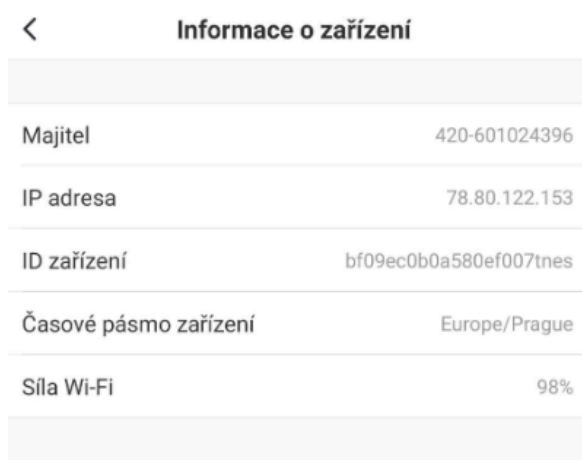 Informace o zařízení
Majitel 420-601024396
IP adresa 78.80.122.153
ID zařízení bf09ec0b0a580ef007tnes
Časové pásmo zařízení Europe/Prague
Síla Wi-Fi 98%